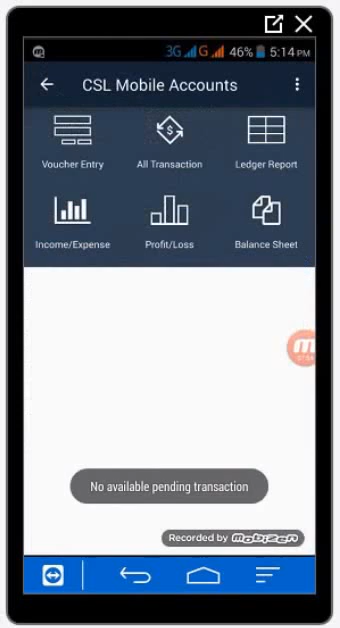 3G G 46% 5:14 PM
CSL Mobile Accounts
Voucher Entry All Transaction Ledger Report
Income/Expense Profit/Loss Balance Sheet
No available pending transaction
Recorded by mobizen